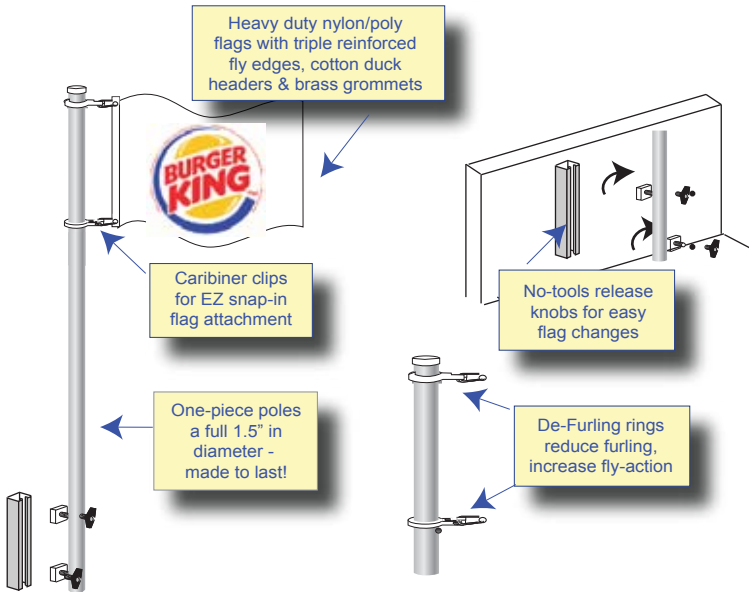 Heavy duty nylon/poly
flags with triple reinforced
fly edges, cotton duck
headers & brass grommets
BURGER
KING
Caribiner clips
for EZ snap-in
flag attachment
No-tools release
knobs for easy
flag changes
One-piece poles
a full 1.5" in
diameter -
made to last!
De-Furling rings
reduce furling,
increase fly-action